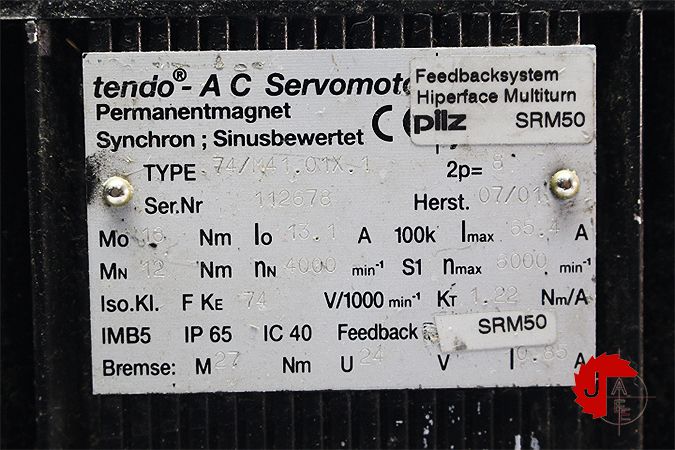 tendo® - A C Servomoto
Feedbacksystem
Hiperface Multiturn
pilz SRM50
Permanentmagnet
Synchron ; Sinusbewertet CE
TYPE 74/M41.01X.1 2p= 8
Ser.Nr 112678 Herst. 07/01
Mo 16 Nm Io 13.1 A 100k Imax 65.4 A
MN 12 Nm nN 4000 min-1 S1 nmax 6000 min-1
Iso.Kl. F KE 74 V/1000 min-1 KT 1.22 Nm/A
IMB5 IP 65 IC 40 Feedback SRM50
Bremse: M 27 Nm U 24 V I 0.85 A